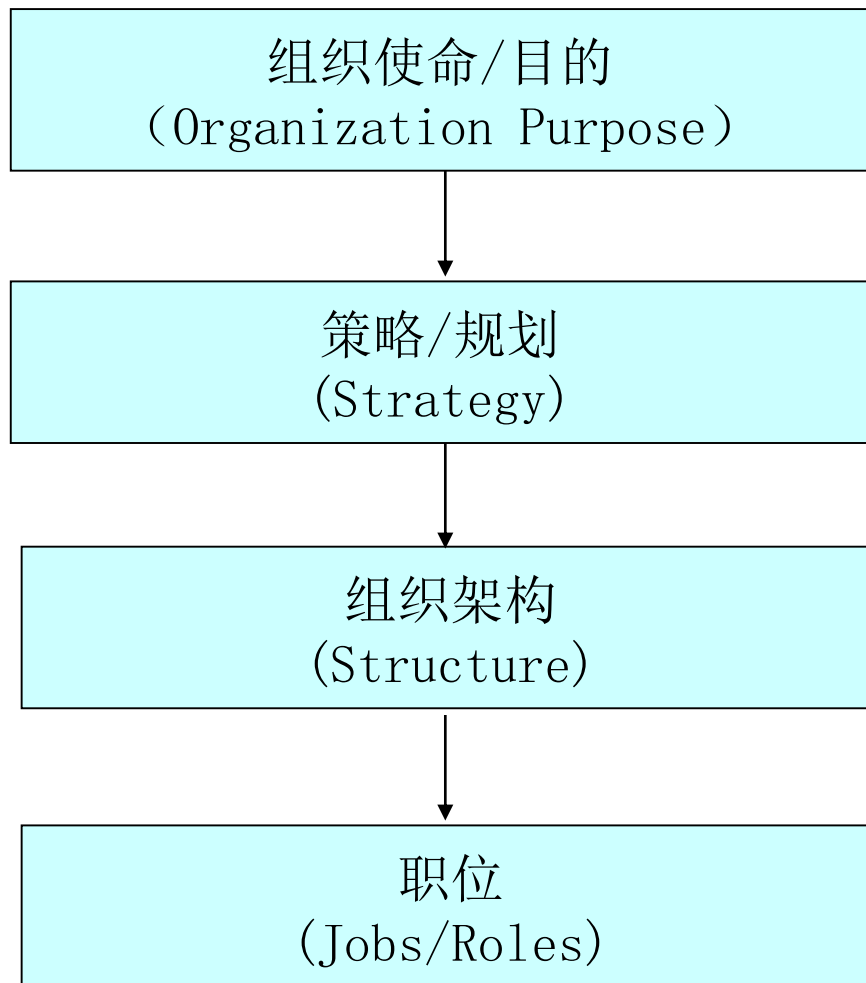 组织使命/目的
（Organization Purpose）
策略/规划
(Strategy)
组织架构
(Structure)
职位
(Jobs/Roles)